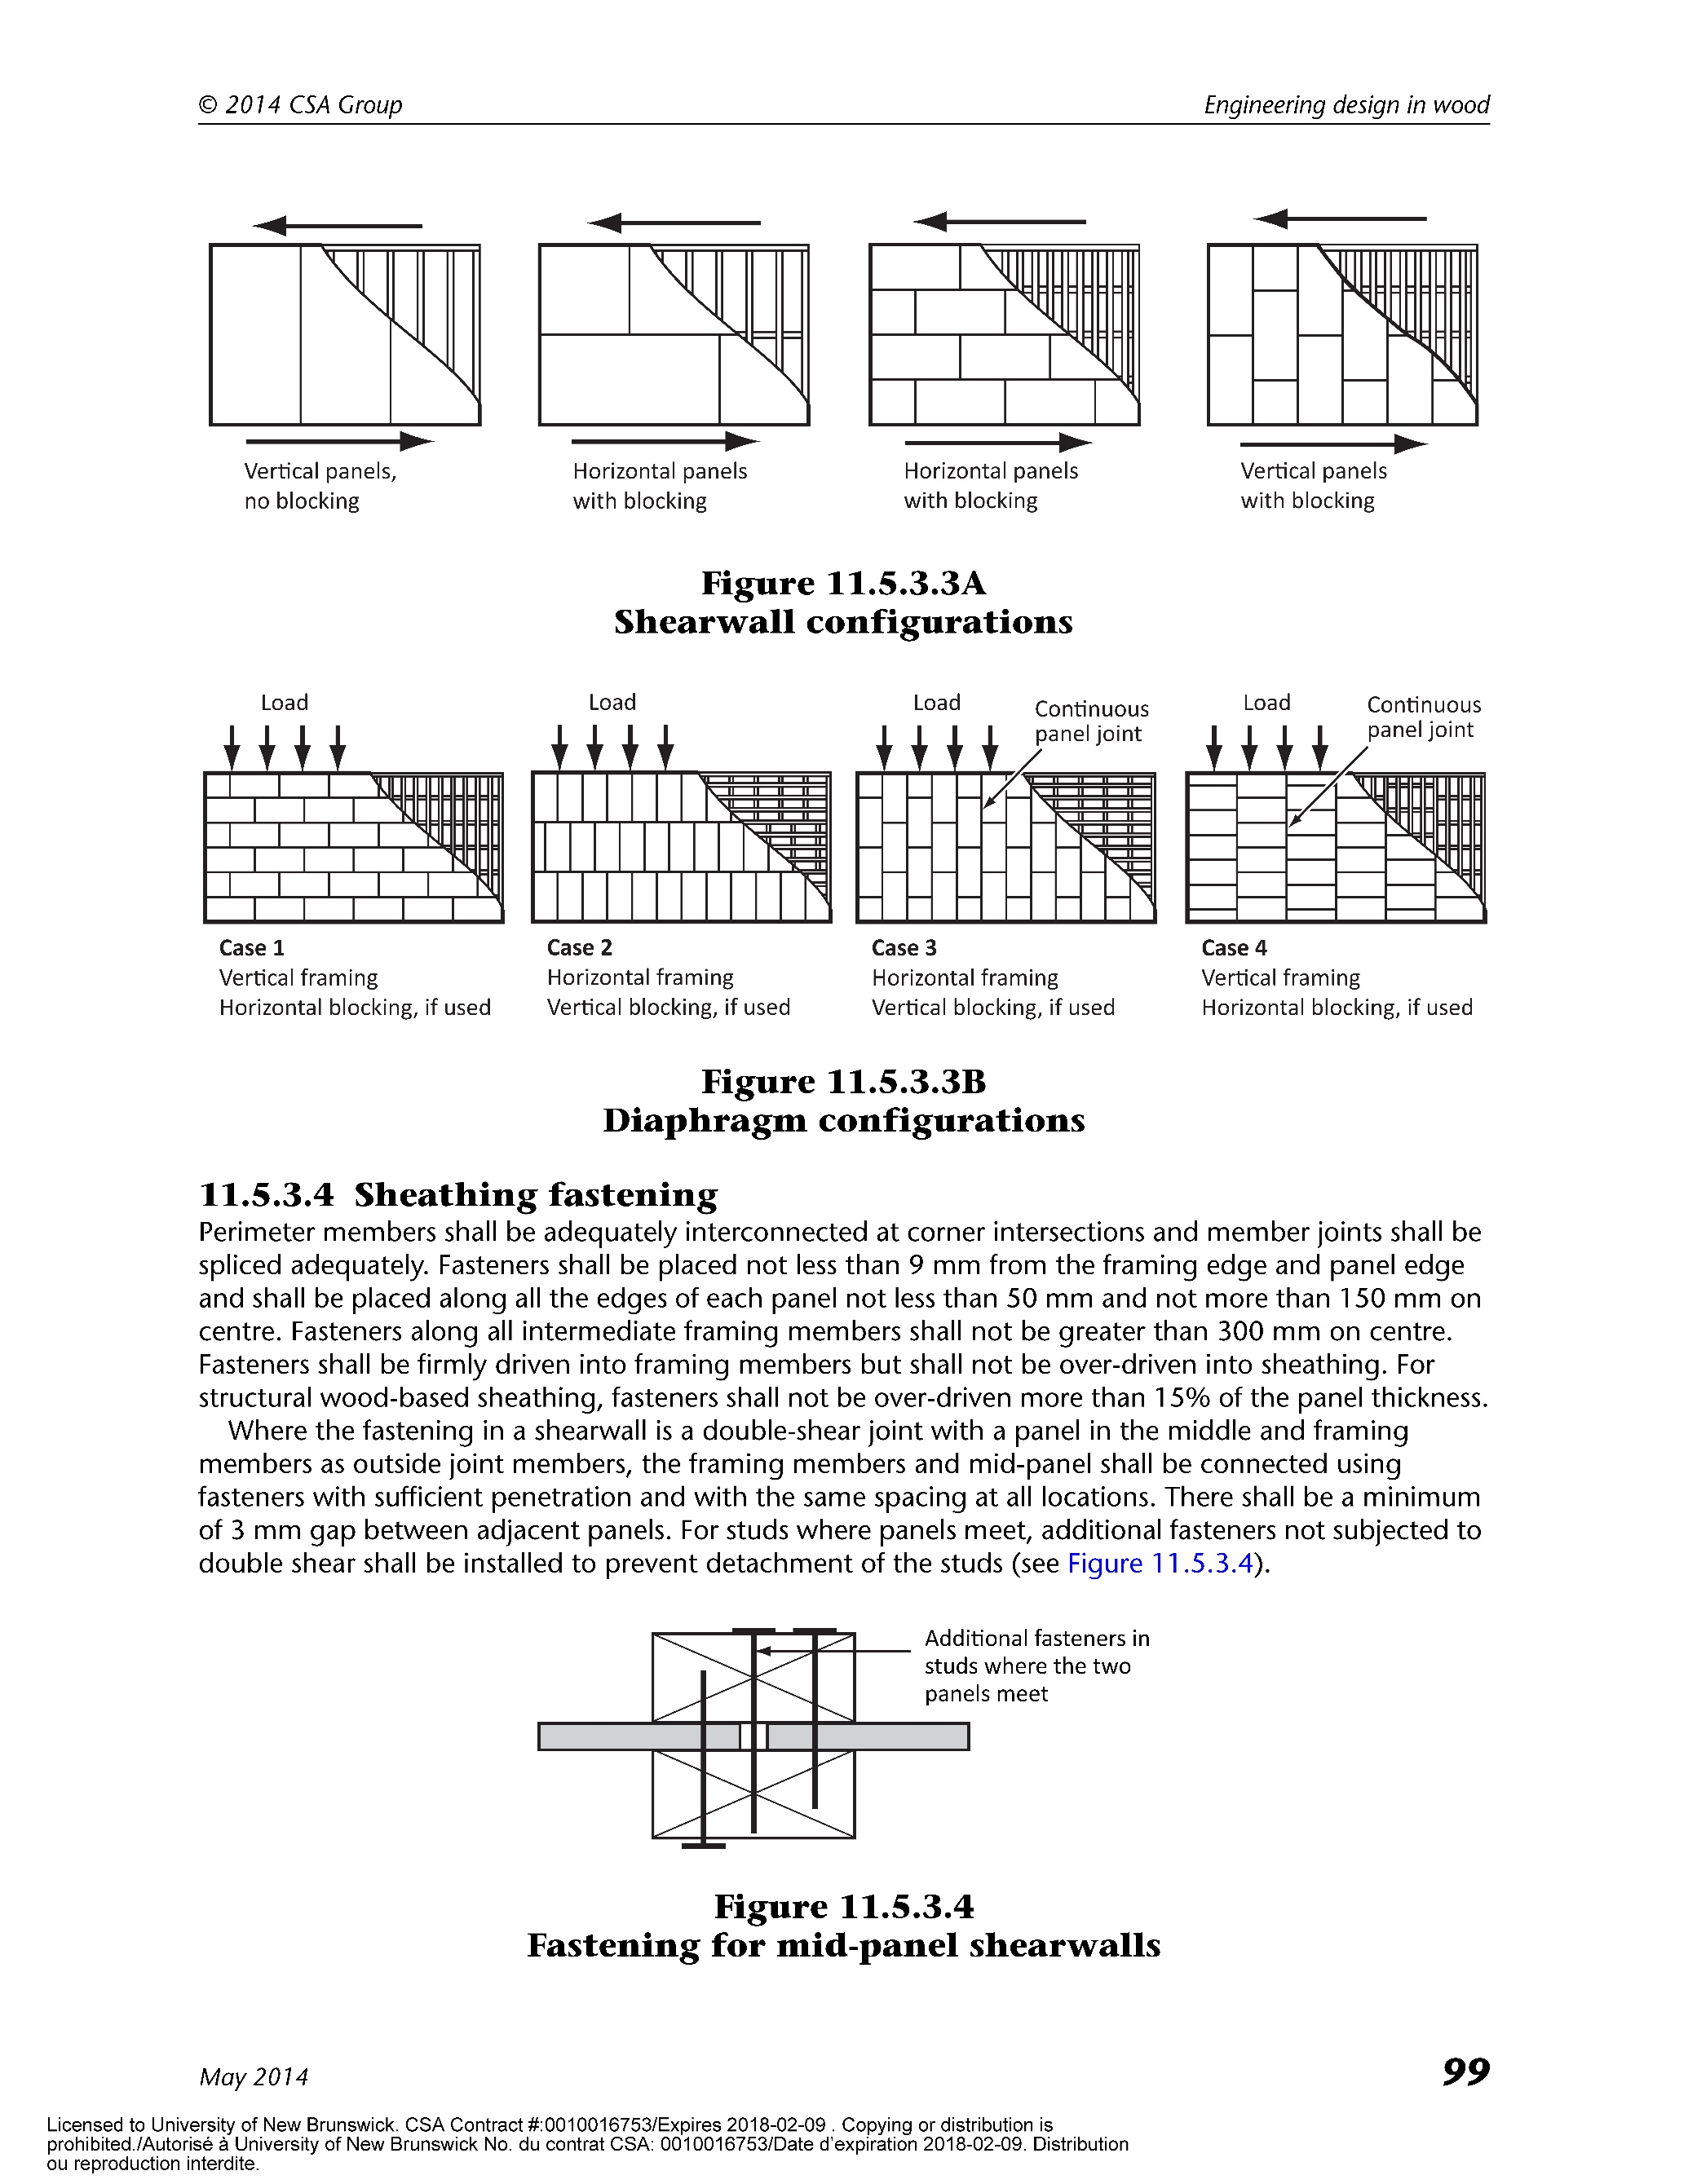 © 2014 CSA Group
Engineering design in wood
Vertical panels,
no blocking
Horizontal panels
with blocking
Horizontal panels
with blocking
Vertical panels
with blocking
Figure 11.5.3.3A
Shearwall configurations
Load
Load
Load
Continuous
panel joint
Load
Continuous
panel joint
Case 1
Vertical framing
Horizontal blocking, if used
Case 2
Horizontal framing
Vertical blocking, if used
Case 3
Horizontal framing
Vertical blocking, if used
Case 4
Vertical framing
Horizontal blocking, if used
Figure 11.5.3.3B
Diaphragm configurations
11.5.3.4 Sheathing fastening
Perimeter members shall be adequately interconnected at corner intersections and member joints shall be
spliced adequately. Fasteners shall be placed not less than 9 mm from the framing edge and panel edge
and shall be placed along all the edges of each panel not less than 50 mm and not more than 150 mm on
centre. Fasteners along all intermediate framing members shall not be greater than 300 mm on centre.
Fasteners shall be firmly driven into framing members but shall not be over-driven into sheathing. For
structural wood-based sheathing, fasteners shall not be over-driven more than 15% of the panel thickness.
Where the fastening in a shearwall is a double-shear joint with a panel in the middle and framing
members as outside joint members, the framing members and mid-panel shall be connected using
fasteners with sufficient penetration and with the same spacing at all locations. There shall be a minimum
of 3 mm gap between adjacent panels. For studs where panels meet, additional fasteners not subjected to
double shear shall be installed to prevent detachment of the studs (see Figure 11.5.3.4).
Additional fasteners in
studs where the two
panels meet
Figure 11.5.3.4
Fastening for mid-panel shearwalls
May 2014
99
Licensed to University of New Brunswick. CSA Contract #:0010016753/Expires 2018-02-09 . Copying or distribution is
prohibited./Autorisé à University of New Brunswick No. du contrat CSA: 0010016753/Date d'expiration 2018-02-09. Distribution
ou reproduction interdite.